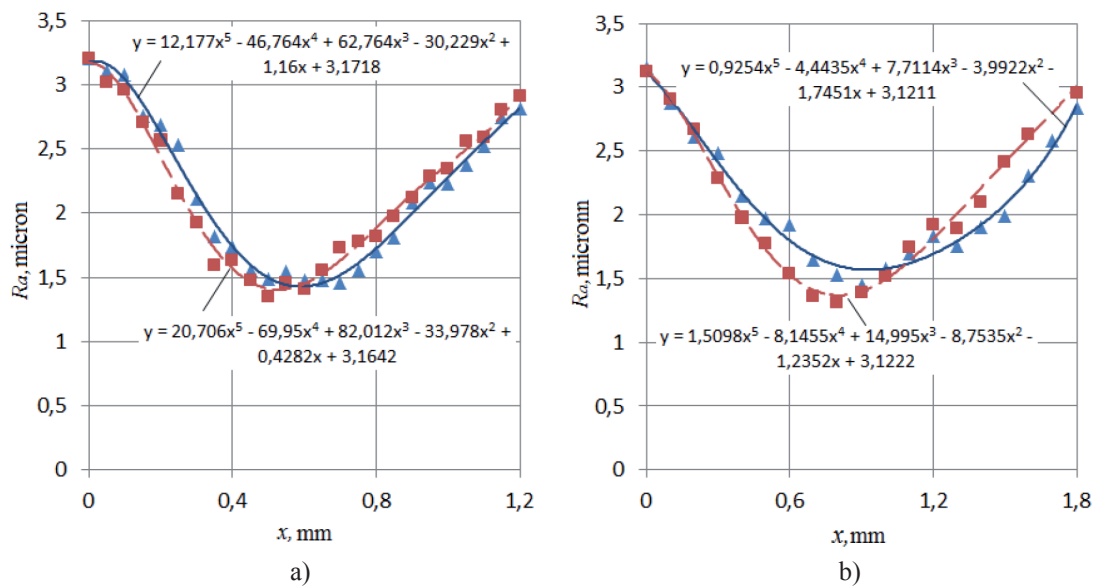 a)
y = 12,177x⁵ - 46,764x⁴ + 62,764x³ - 30,229x² +
1,16x + 3,1718
y = 20,706x⁵ - 69,95x⁴ + 82,012x³ - 33,978x² +
0,4282x + 3,1642
Ra, micron
3,5
3
2,5
2
1,5
1
0,5
0
0
0,4
0,8
1,2
x, mm
a)
b)
y = 0,9254x⁵ - 4,4435x⁴ + 7,7114x³ - 3,9922x² -
1,7451x + 3,1211
y = 1,5098x⁵ - 8,1455x⁴ + 14,995x³ - 8,7535x² -
1,2352x + 3,1222
Ra, micronn
3,5
3
2,5
2
1,5
1
0,5
0
0
0,6
1,2
1,8
x, mm
b)